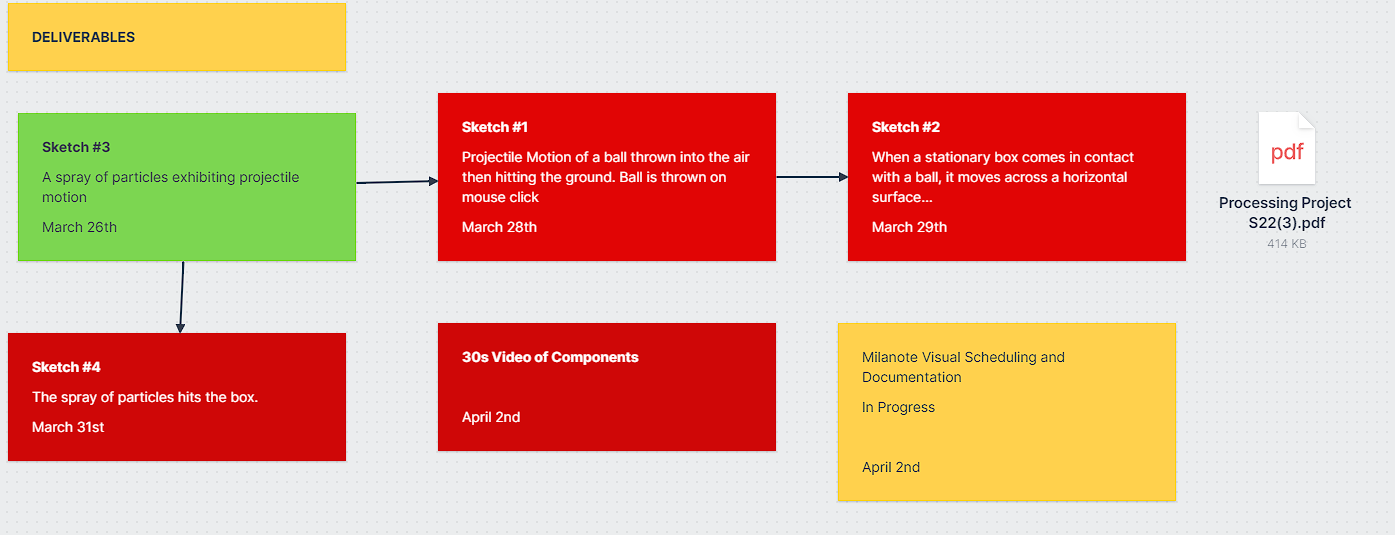 DELIVERABLES
Sketch #3
A spray of particles exhibiting projectile
motion
March 26th
Sketch #1
Projectile Motion of a ball thrown into the air
then hitting the ground. Ball is thrown on
mouse click
March 28th
Sketch #2
When a stationary box comes in contact
with a ball, it moves across a horizontal
surface...
March 29th
pdf
Processing Project
S22(3).pdf
414 KB
Sketch #4
The spray of particles hits the box.
March 31st
30s Video of Components
April 2nd
Milanote Visual Scheduling and
Documentation
In Progress
April 2nd